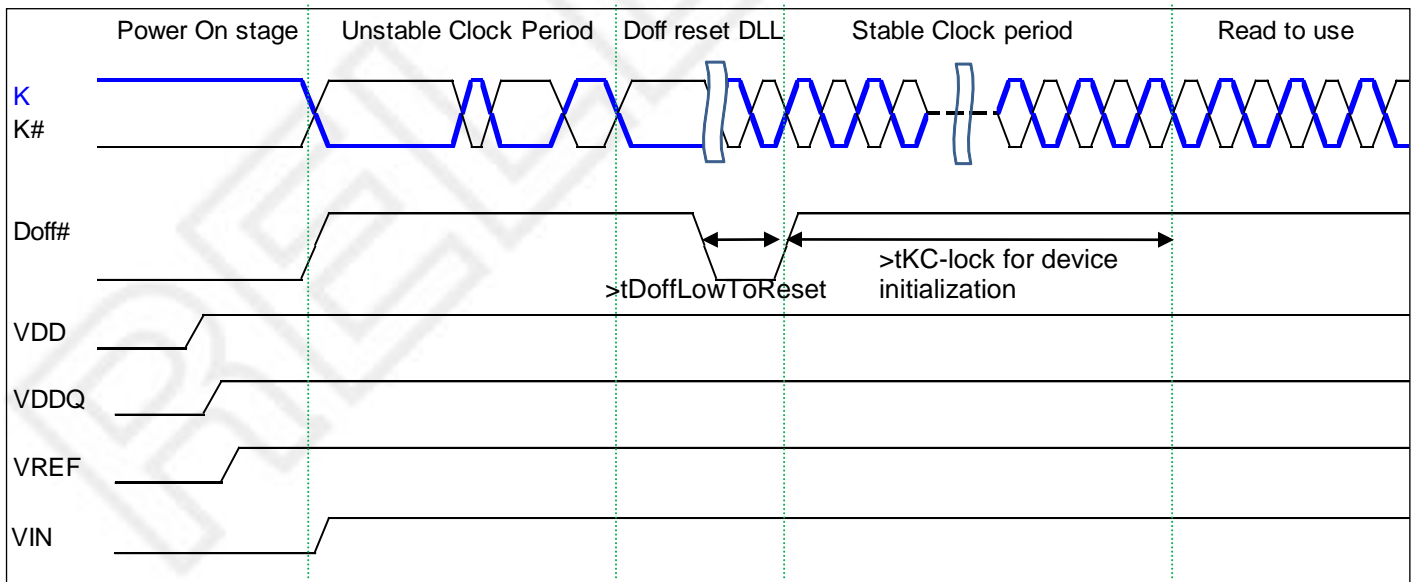 Power On stage
Unstable Clock Period
Doff reset DLL
Stable Clock period
Read to use
K
K#
Doff#
>tDoffLowToReset
>tKC-lock for device
initialization
VDD
VDDQ
VREF
VIN